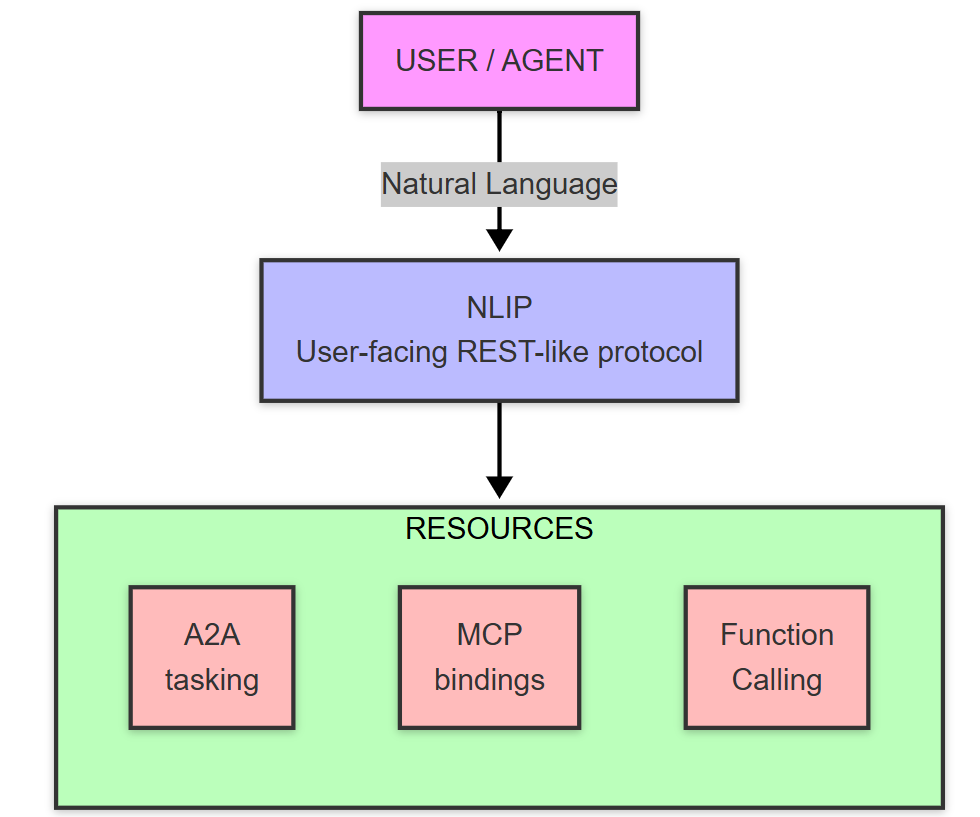 USER / AGENT
Natural Language
NLIP
User-facing REST-like protocol
RESOURCES
A2A
tasking
MCP
bindings
Function
Calling